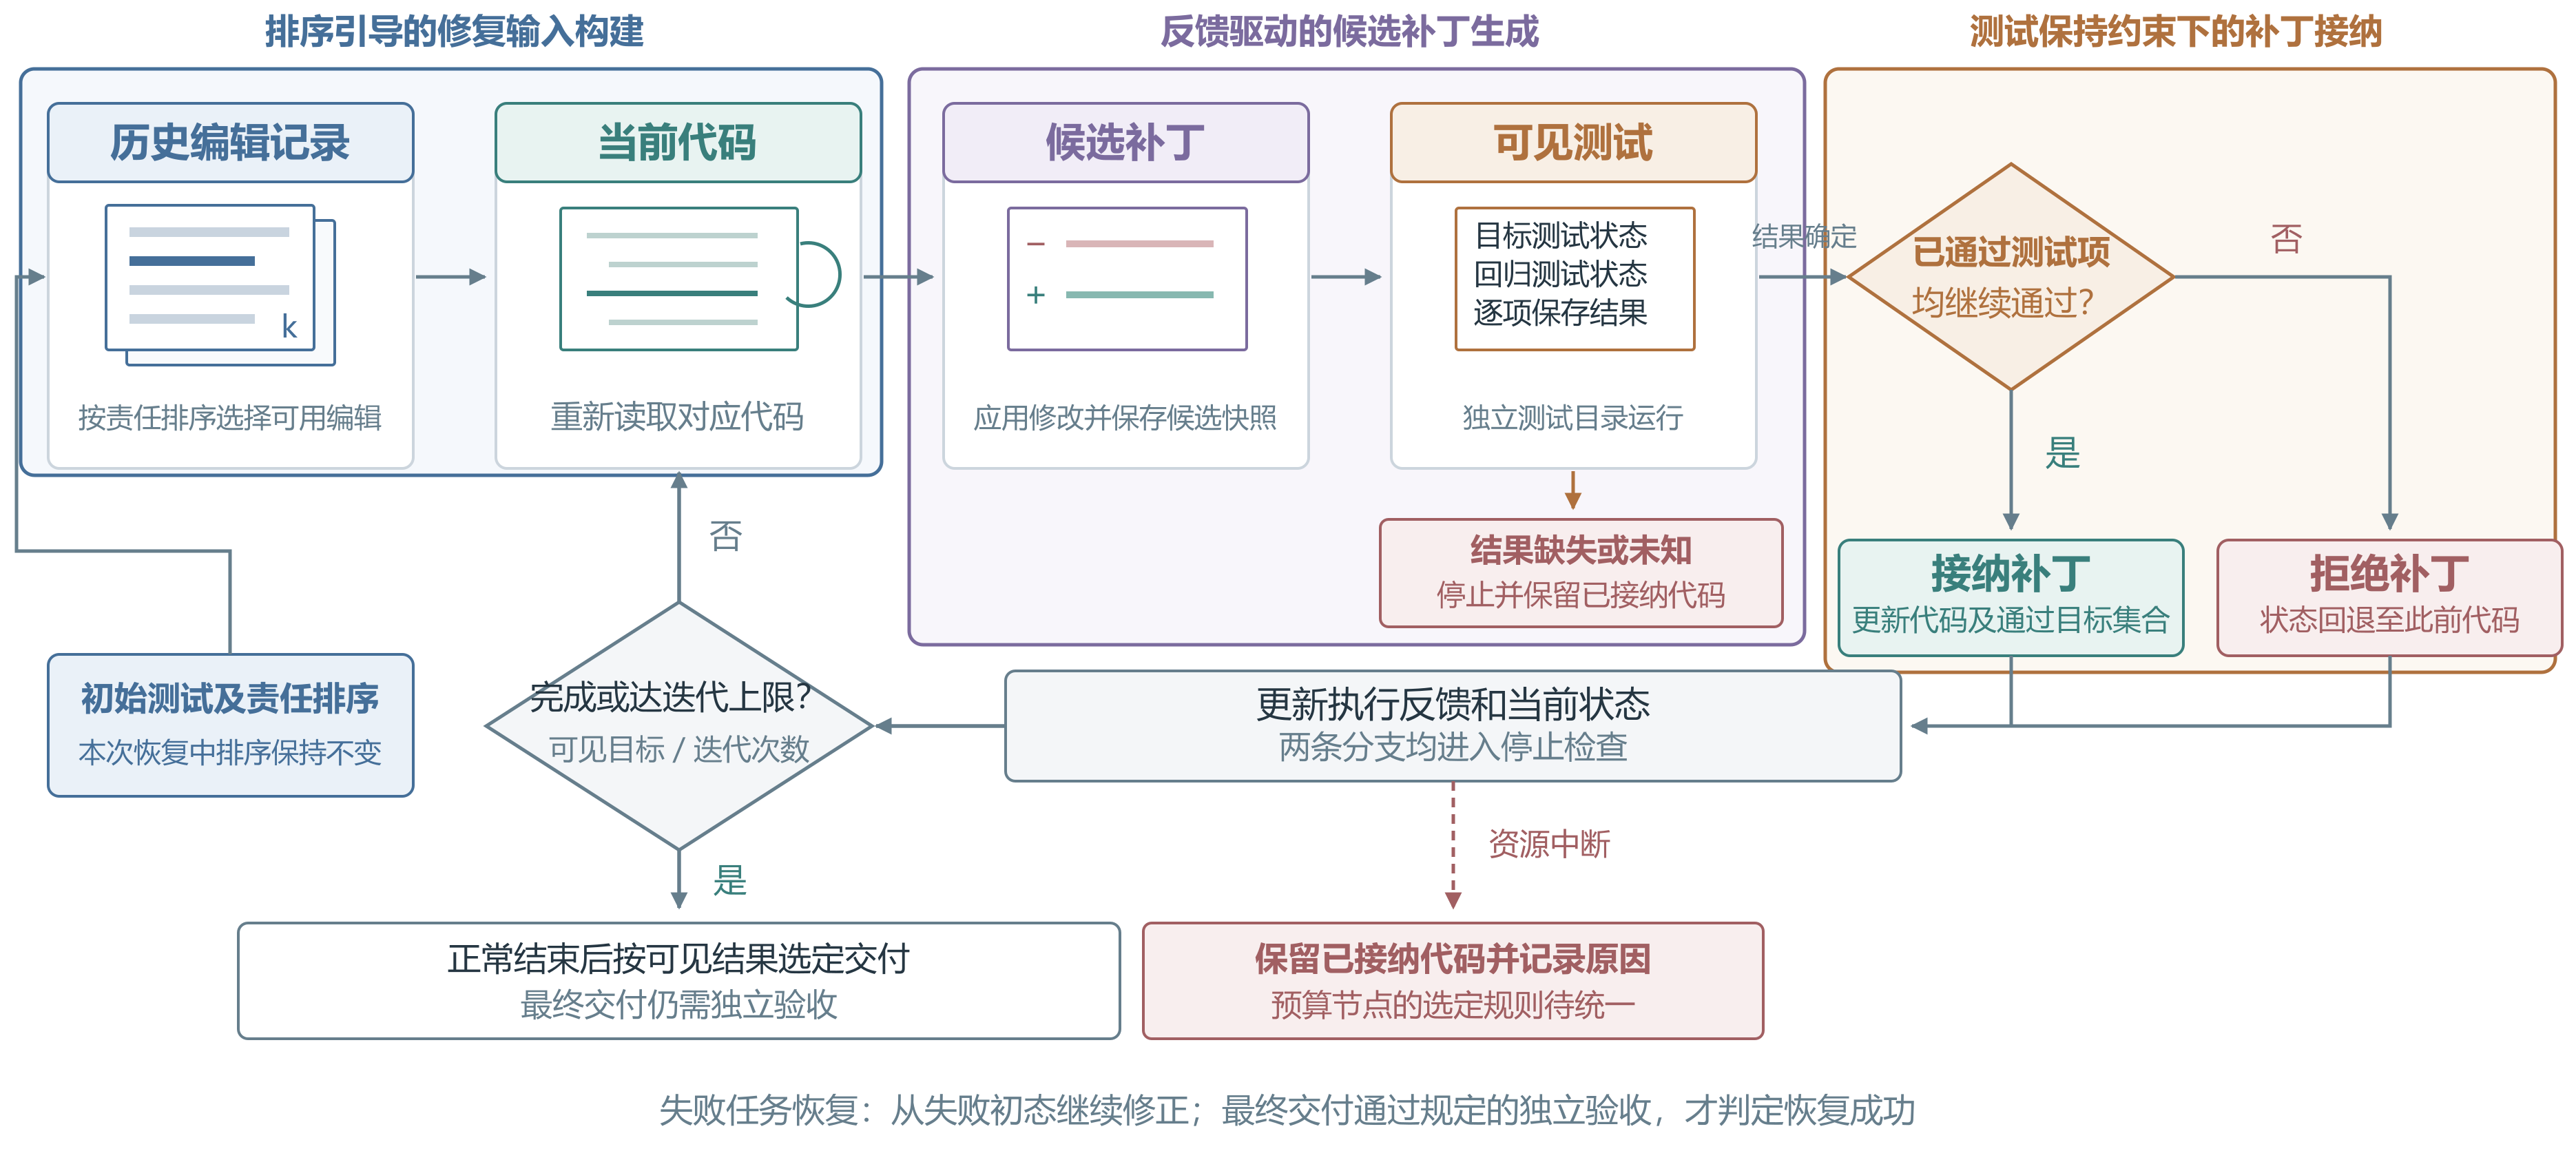 排序引导的修复输入构建
反馈驱动的候选补丁生成
测试保持约束下的补丁接纳
历史编辑记录
k
按责任排序选择可用编辑
当前代码
重新读取对应代码
候选补丁
−
+
应用修改并保存候选快照
可见测试
目标测试状态
回归测试状态
逐项保存结果
独立测试目录运行
结果确定
已通过测试项
均继续通过？
否
是
结果缺失或未知
停止并保留已接纳代码
接纳补丁
更新代码及通过目标集合
拒绝补丁
状态回退至此前代码
否
初始测试及责任排序
本次恢复中排序保持不变
完成或达迭代上限？
可见目标 / 迭代次数
更新执行反馈和当前状态
两条分支均进入停止检查
是
资源中断
正常结束后按可见结果选定交付
最终交付仍需独立验收
保留已接纳代码并记录原因
预算节点的选定规则待统一
失败任务恢复：从失败初态继续修正；最终交付通过规定的独立验收，才判定恢复成功